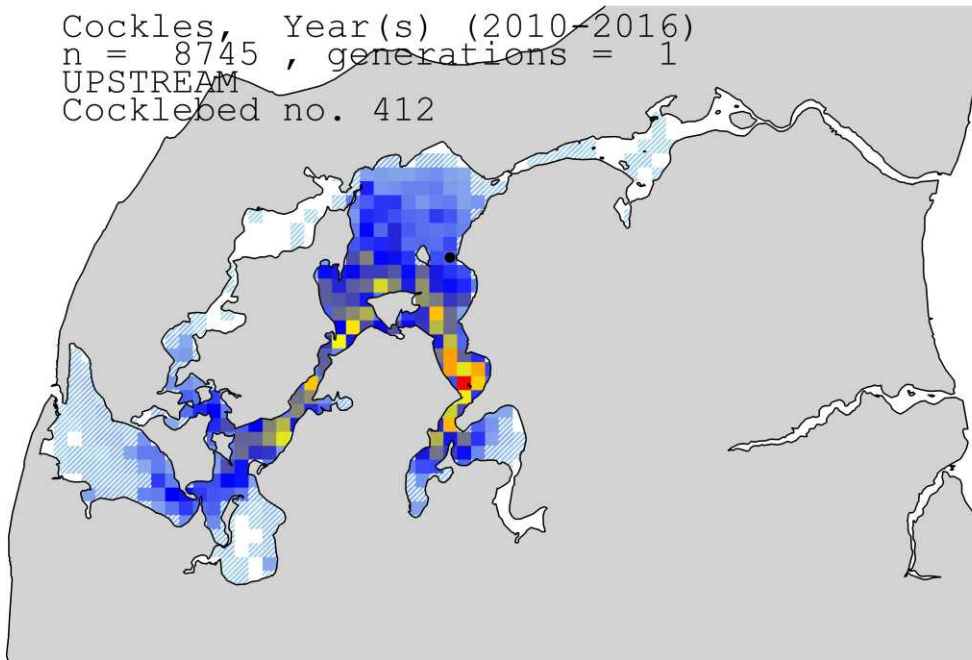 Cockles, Year(s) (2010-2016)
n = 8745 , generations = 1
UPSTREAM
Cocklebed no. 412